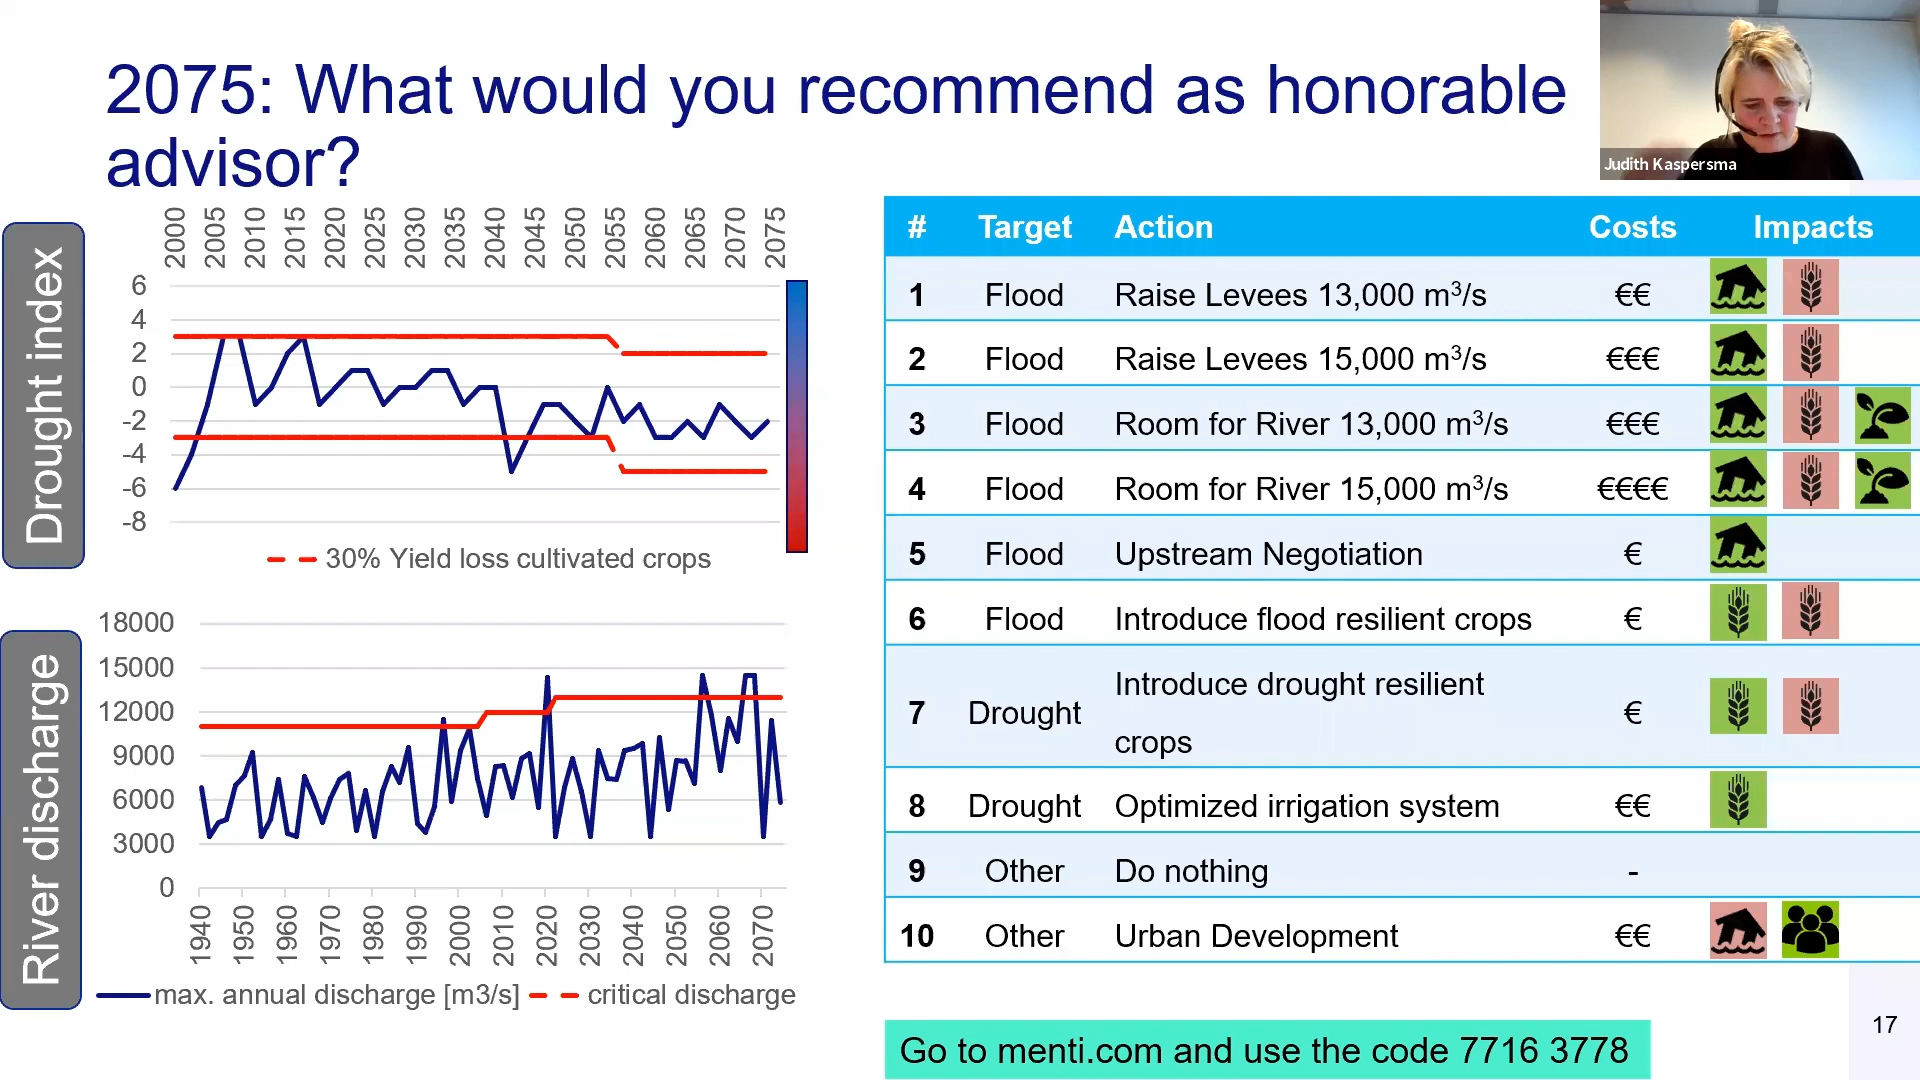 2075: What would you recommend as honorable
advisor?
Judith Kaspersma
Drought index
2000 2005 2010 2015 2020 2025 2030 2035 2040 2045 2050 2055 2060 2065 2070 2075
6
4
2
0
-2
-4
-6
-8
30% Yield loss cultivated crops
River discharge
18000
15000
12000
9000
6000
3000
0
1940 1950 1960 1970 1980 1990 2000 2010 2020 2030 2040 2050 2060 2070
max. annual discharge [m3/s] critical discharge
# Target Action Costs Impacts
1 Flood Raise Levees 13,000 m³/s €€
2 Flood Raise Levees 15,000 m³/s €€€
3 Flood Room for River 13,000 m³/s €€€
4 Flood Room for River 15,000 m³/s €€€€
5 Flood Upstream Negotiation €
6 Flood Introduce flood resilient crops €
7 Drought Introduce drought resilient
crops €
8 Drought Optimized irrigation system €€
9 Other Do nothing -
10 Other Urban Development €€
17
Go to menti.com and use the code 7716 3778